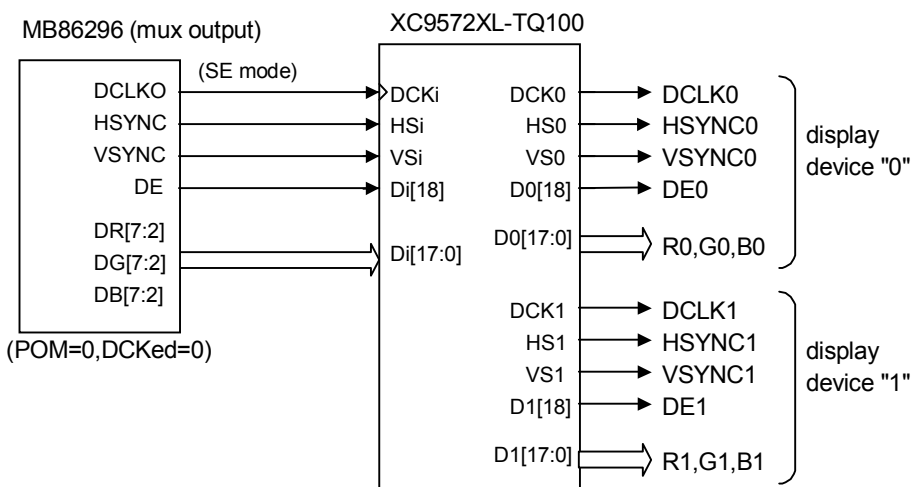 MB86296 (mux output)
XC9572XL-TQ100
(SE mode)
DCLKO
HSYNC
VSYNC
DE
DR[7:2]
DG[7:2]
DB[7:2]
(POM=0,DCKed=0)
DCKi
HSi
VSi
Di[18]
Di[17:0]
DCK0
HS0
VS0
D0[18]
D0[17:0]
DCK1
HS1
VS1
D1[18]
D1[17:0]
DCLK0
HSYNC0
VSYNC0
DE0
R0,G0,B0
display
device "0"
DCLK1
HSYNC1
VSYNC1
DE1
R1,G1,B1
display
device "1"